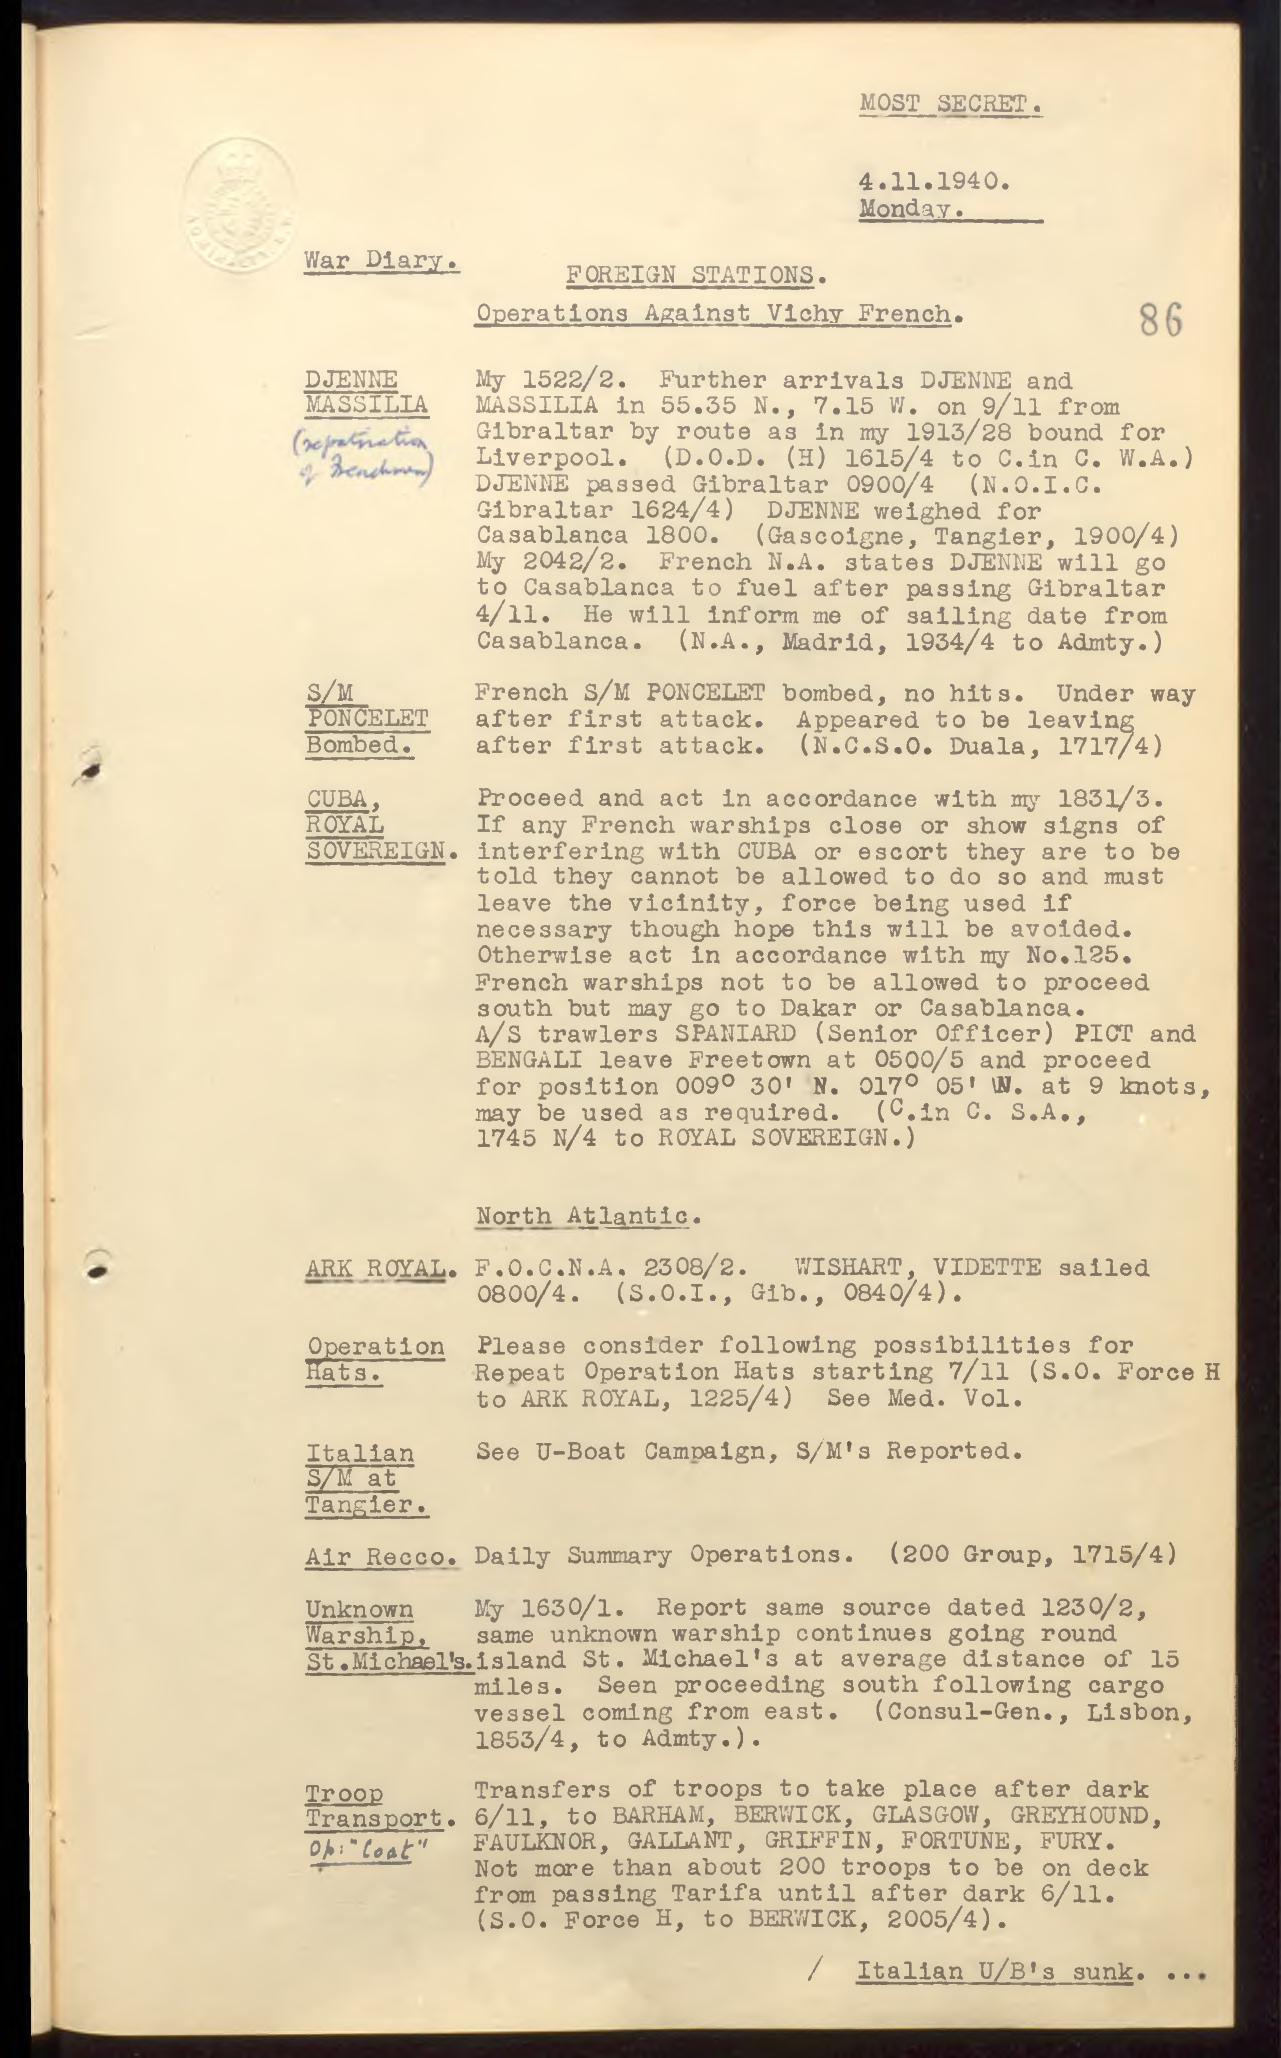 MOST SECRET.
4.11.1940.
Monday.
War Diary.
FOREIGN STATIONS.
Operations Against Vichy French.
86
DJENNE My 1522/2. Further arrivals DJENNE and
MASSILIA MASSILIA in 55.35 N., 7.15 W. on 9/11 from
(repatriation Gibraltar by route as in my 1913/28 bound for
of Frenchmen) Liverpool. (D.O.D. (H) 1615/4 to C.in C. W.A.)
DJENNE passed Gibraltar 0900/4 (N.O.I.C.
Gibraltar 1624/4) DJENNE weighed for
Casablanca 1800. (Gascoigne, Tangier, 1900/4)
My 2042/2. French N.A. states DJENNE will go
to Casablanca to fuel after passing Gibraltar
4/11. He will inform me of sailing date from
Casablanca. (N.A., Madrid, 1934/4 to Admty.)
S/M French S/M PONCELET bombed, no hits. Under way
PONCELET after first attack. Appeared to be leaving
Bombed. after first attack. (N.C.S.O. Duala, 1717/4)
CUBA, Proceed and act in accordance with my 1831/3.
ROYAL If any French warships close or show signs of
SOVEREIGN. interfering with CUBA or escort they are to be
told they cannot be allowed to do so and must
leave the vicinity, force being used if
necessary though hope this will be avoided.
Otherwise act in accordance with my No.125.
French warships not to be allowed to proceed
south but may go to Dakar or Casablanca.
A/S trawlers SPANIARD (Senior Officer) PICT and
BENGALI leave Freetown at 0500/5 and proceed
for position 009° 30' N. 017° 05' W. at 9 knots,
may be used as required. (C.in C. S.A.,
1745 N/4 to ROYAL SOVEREIGN.)
North Atlantic.
ARK ROYAL. F.O.C.N.A. 2308/2. WISHART, VIDETTE sailed
0800/4. (S.O.I., Gib., 0840/4).
Operation Please consider following possibilities for
Hats. Repeat Operation Hats starting 7/11 (S.O. Force H
to ARK ROYAL, 1225/4) See Med. Vol.
Italian See U-Boat Campaign, S/M's Reported.
S/M at
Tangier.
Air Recco. Daily Summary Operations. (200 Group, 1715/4)
Unknown My 1630/1. Report same source dated 1230/2,
Warship, same unknown warship continues going round
St.Michael's. island St. Michael's at average distance of 15
miles. Seen proceeding south following cargo
vessel coming from east. (Consul-Gen., Lisbon,
1853/4, to Admty.).
Troop Transfers of troops to take place after dark
Transport. 6/11, to BARHAM, BERWICK, GLASGOW, GREYHOUND,
Op: "Coat" FAULKNOR, GALLANT, GRIFFIN, FORTUNE, FURY.
Not more than about 200 troops to be on deck
from passing Tarifa until after dark 6/11.
(S.O. Force H, to BERWICK, 2005/4).
/ Italian U/B's sunk. ...